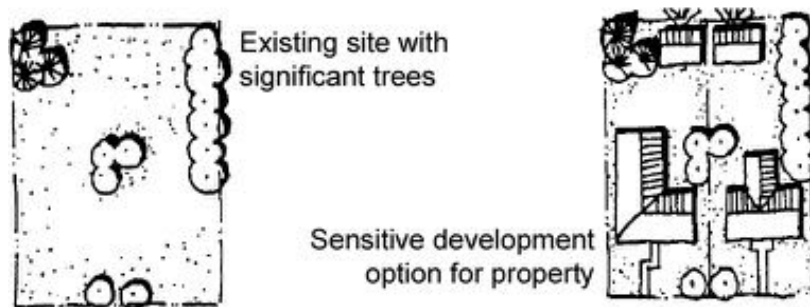 Existing site with
significant trees
Sensitive development
option for property